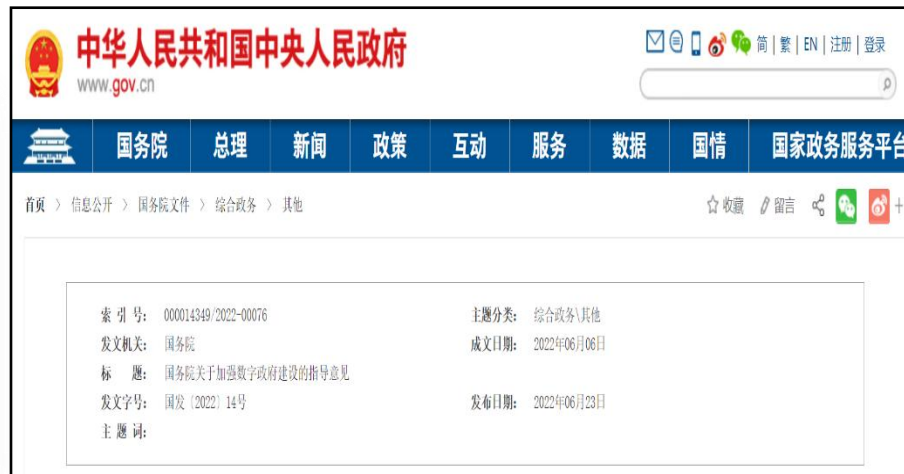 中华人民共和国中央人民政府
www.gov.cn
简 | 繁 | EN | 注册 | 登录
国务院 总理 新闻 政策 互动 服务 数据 国情 国家政务服务平台
首页 > 信息公开 > 国务院文件 > 综合政务 > 其他 收藏 留言
索 引 号: 000014349/2022-00076 主题分类: 综合政务\其他
发文机关: 国务院 成文日期: 2022年06月06日
标 题: 国务院关于加强数字政府建设的指导意见
发文字号: 国发〔2022〕14号 发布日期: 2022年06月23日
主 题 词: